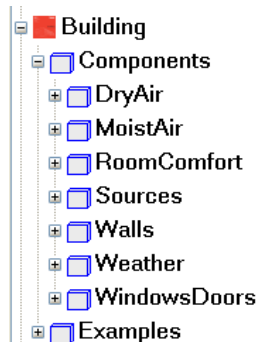 Building
Components
DryAir
MoistAir
RoomComfort
Sources
Walls
Weather
WindowsDoors
Examples